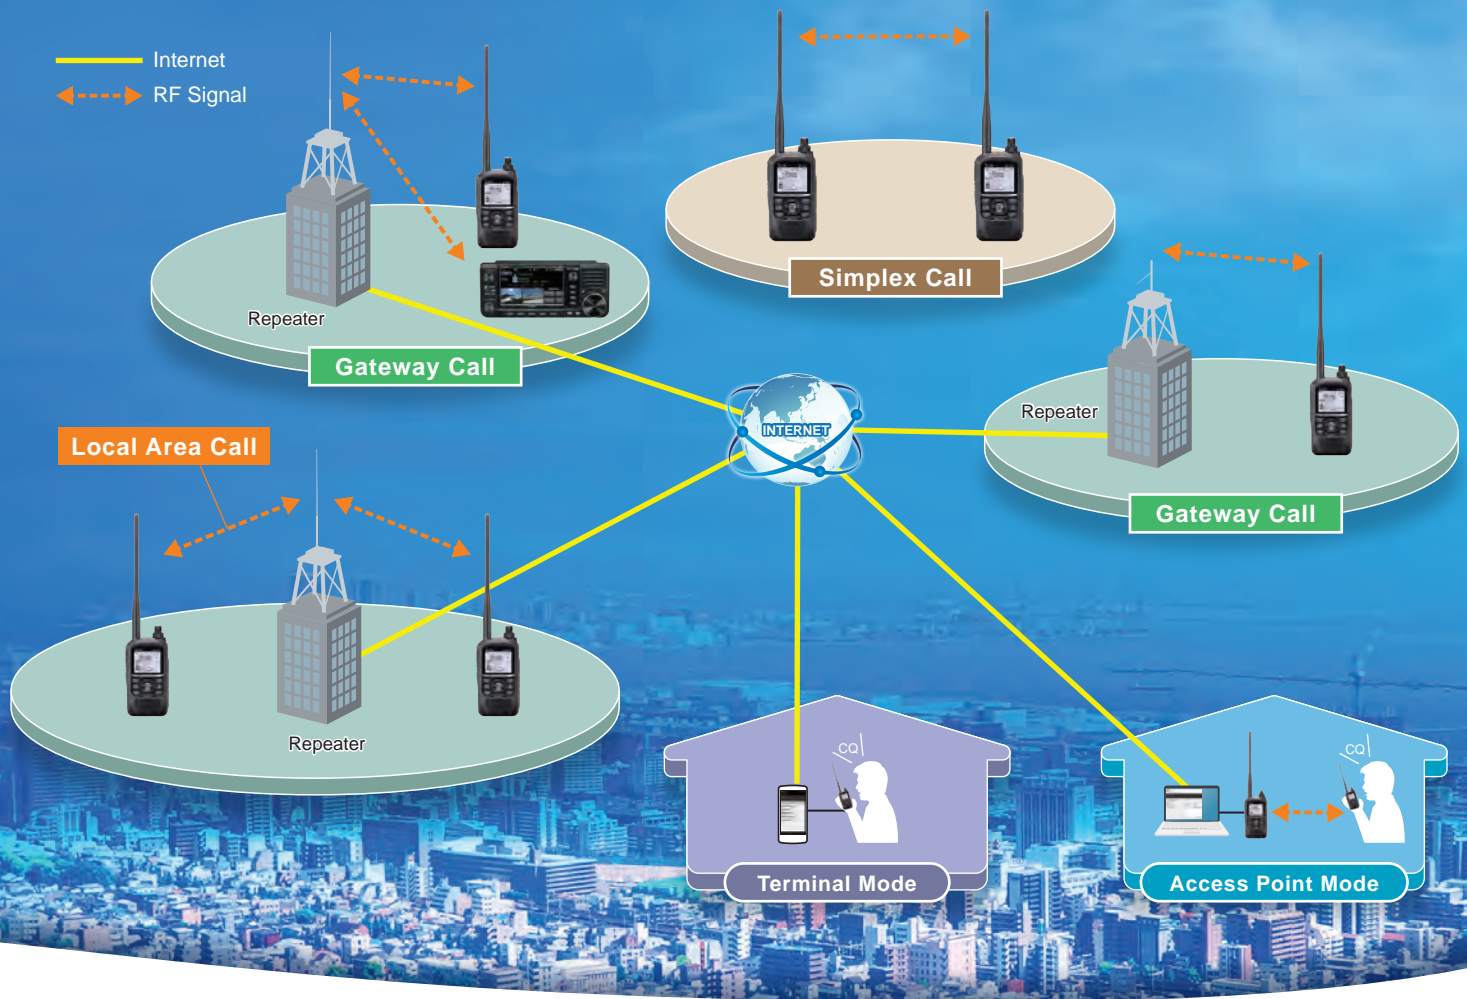 Internet
RF Signal
Repeater
Gateway Call
Simplex Call
Repeater
Gateway Call
INTERNET
Local Area Call
Repeater
CQ
Terminal Mode
CQ
Access Point Mode